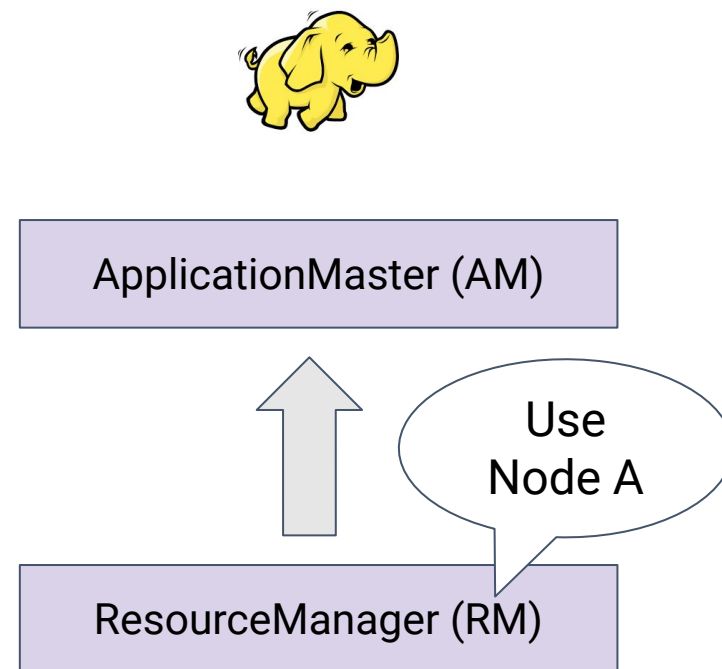 ApplicationMaster (AM)
Use
Node A
ResourceManager (RM)